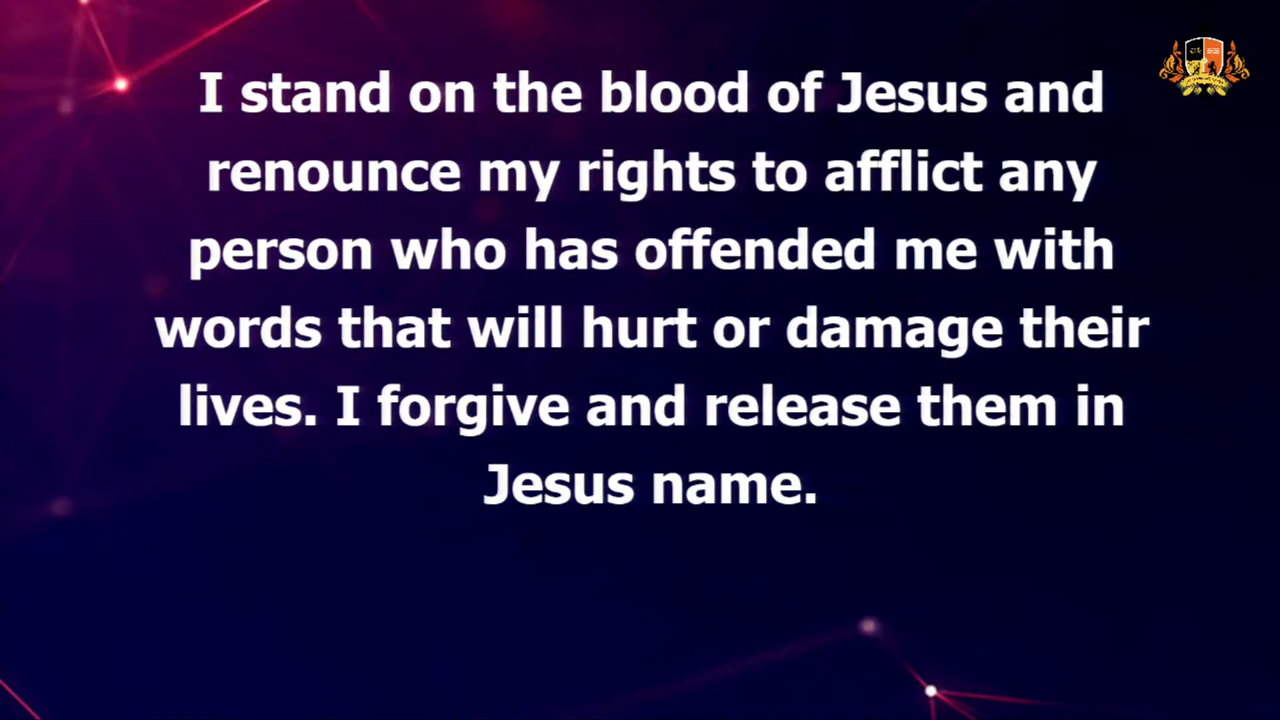 I stand on the blood of Jesus and
renounce my rights to afflict any
person who has offended me with
words that will hurt or damage their
lives. I forgive and release them in
Jesus name.